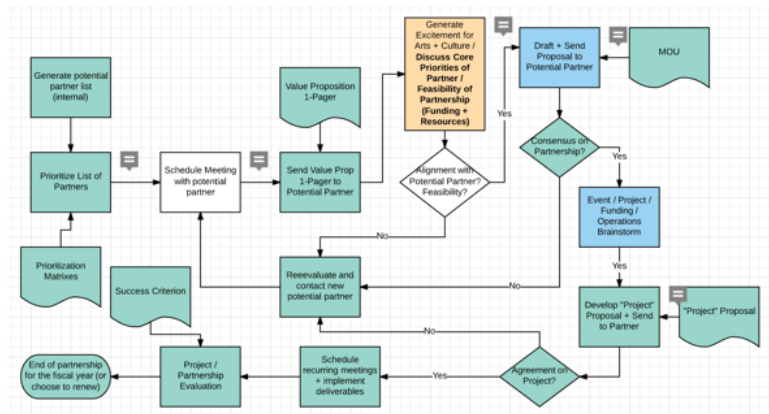 Generate potential
partner list
(internal)
Prioritize List of
Partners
Prioritization
Matrixes
Schedule Meeting
with potential
partner
Value Proposition
1-Pager
Send Value Prop
1-Pager to
Potential Partner
Generate
Excitement for
Arts + Culture /
Discuss Core
Priorities of
Partner /
Feasibility of
Partnership
(Funding +
Resources)
Alignment with
Potential Partner?
Feasibility?
Yes
No
Draft + Send
Proposal to
Potential Partner
MOU
Consensus on
Partnership?
Yes
No
Event / Project /
Funding /
Operations
Brainstorm
Yes
Develop "Project"
Proposal + Send
to Partner
"Project" Proposal
Reeevaluate and
contact new
potential partner
No
Agreement on
Project?
Yes
Schedule
recurring meetings
+ implement
deliverables
Success Criterion
Project /
Partnership
Evaluation
End of partnership
for the fiscal year (or
choose to renew)